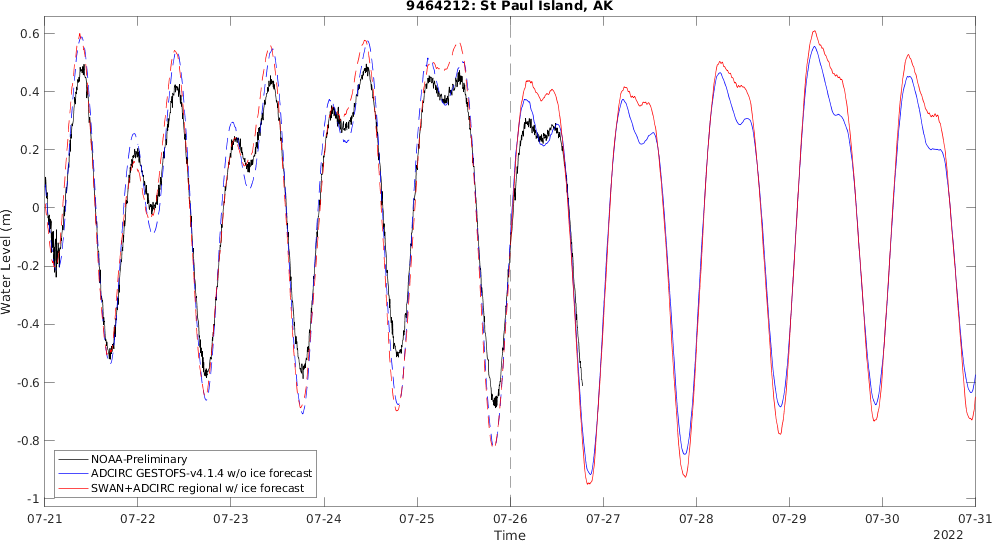 9464212: St Paul Island, AK
0.6
0.4
0.2
0
-0.2
-0.4
-0.6
-0.8
-1
Water Level (m)
NOAA-Preliminary
ADCIRC GESTOFS-v4.1.4 w/o ice forecast
SWAN+ADCIRC regional w/ ice forecast
07-21 07-22 07-23 07-24 07-25 07-26 07-27 07-28 07-29 07-30 07-31
Time
2022